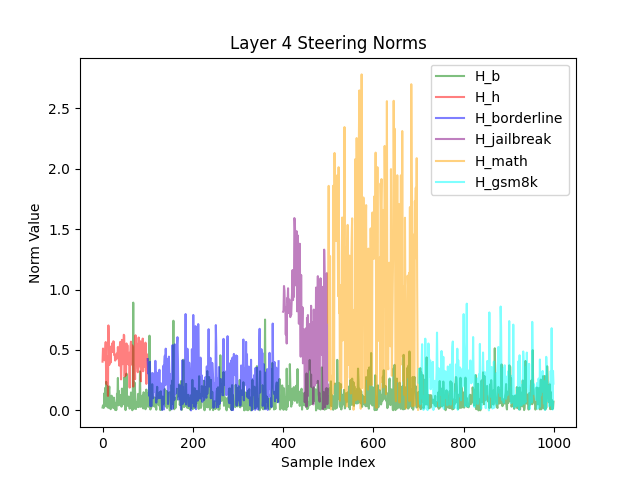 Layer 4 Steering Norms
Norm Value
2.5
2.0
1.5
1.0
0.5
0.0
H_b
H_h
H_borderline
H_jailbreak
H_math
H_gsm8k
0 200 400 600 800 1000
Sample Index